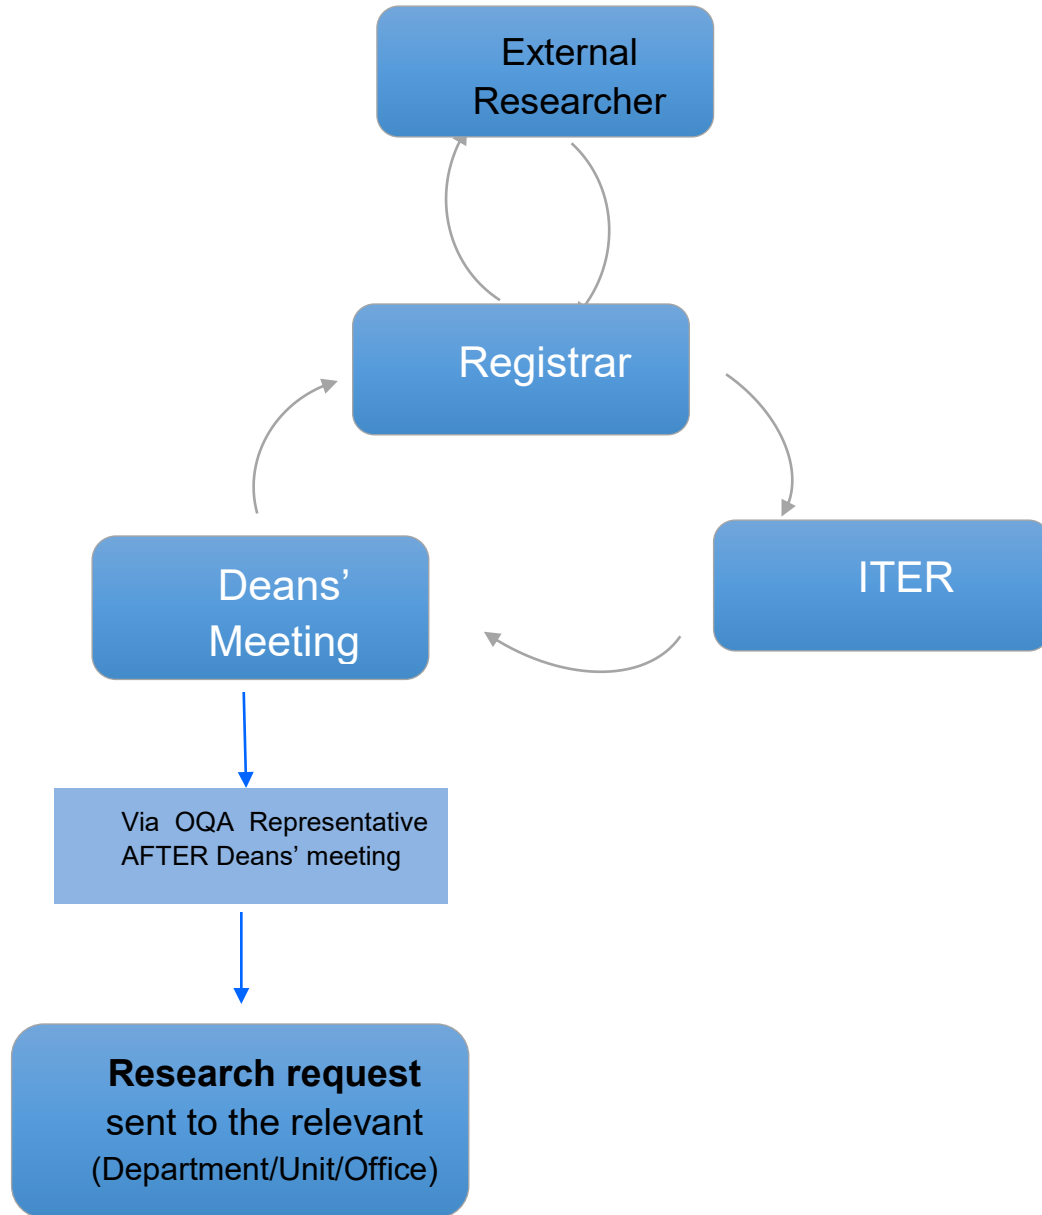 External
Researcher
Registrar
ITER
Deans’
Meeting
Via OQA Representative
AFTER Deans’ meeting
Research request
sent to the relevant
(Department/Unit/Office)